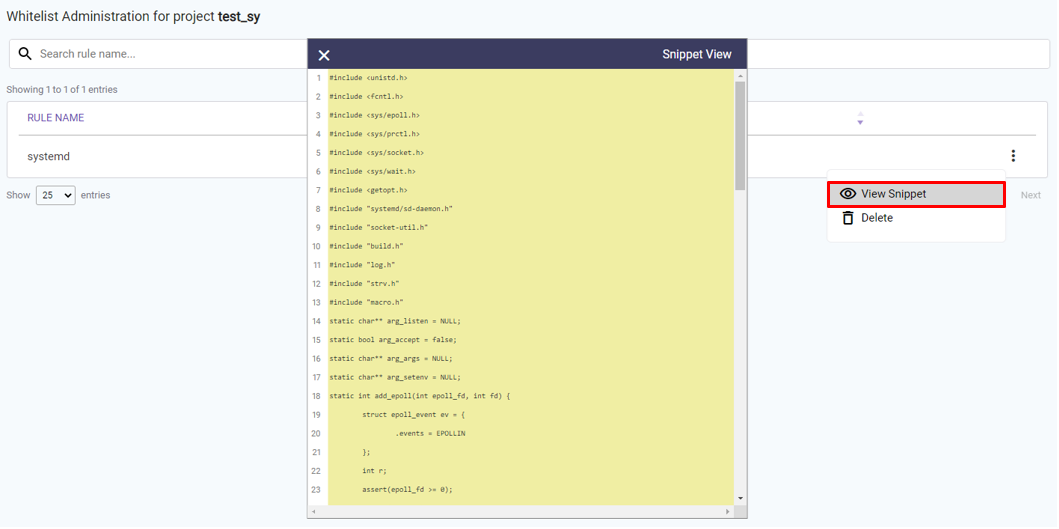 Whitelist Administration for project test_sy
Search rule name...
Showing 1 to 1 of 1 entries
RULE NAME
systemd
Show 25 entries
Snippet View
1 #include <unistd.h>
2 #include <fcntl.h>
3 #include <sys/epoll.h>
4 #include <sys/prctl.h>
5 #include <sys/socket.h>
6 #include <sys/wait.h>
7 #include <getopt.h>
8 #include "systemd/sd-daemon.h"
9 #include "socket-util.h"
10 #include "build.h"
11 #include "log.h"
12 #include "strv.h"
13 #include "macro.h"
14 static char** arg_listen = NULL;
15 static bool arg_accept = false;
16 static char** arg_args = NULL;
17 static char** arg_setenv = NULL;
18 static int add_epoll(int epoll_fd, int fd) {
19 struct epoll_event ev = {
20 .events = EPOLLIN
21 };
22 int r;
23 assert(epoll_fd >= 0);
View Snippet
Delete
Next